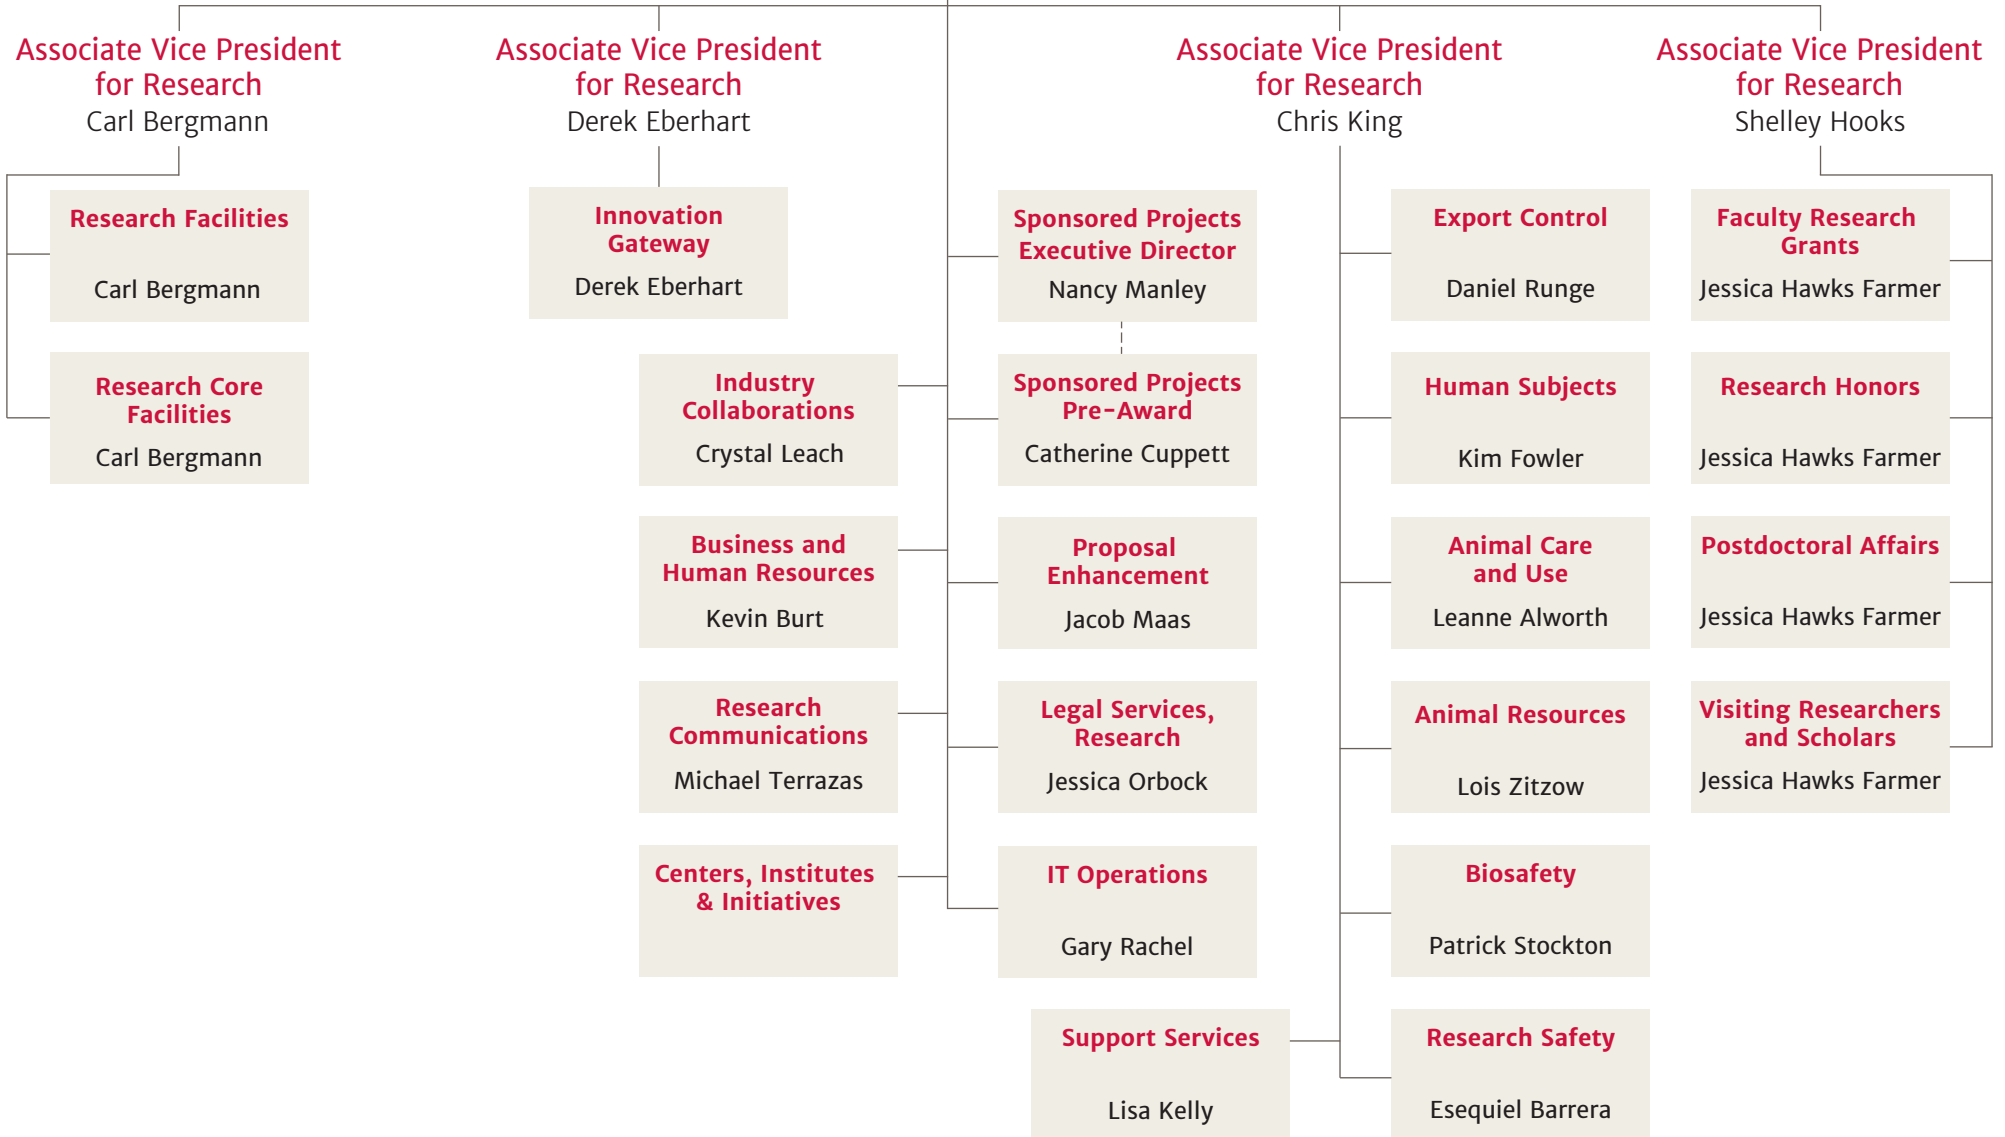 Associate Vice President
for Research
Carl Bergmann
Associate Vice President
for Research
Derek Eberhart
Associate Vice President
for Research
Chris King
Associate Vice President
for Research
Shelley Hooks
Research Facilities
Carl Bergmann
Research Core
Facilities
Carl Bergmann
Innovation
Gateway
Derek Eberhart
Industry
Collaborations
Crystal Leach
Business and
Human Resources
Kevin Burt
Research
Communications
Michael Terrazas
Centers, Institutes
& Initiatives
Sponsored Projects
Executive Director
Nancy Manley
Sponsored Projects
Pre-Award
Catherine Cuppett
Proposal
Enhancement
Jacob Maas
Legal Services,
Research
Jessica Orbock
IT Operations
Gary Rachel
Support Services
Lisa Kelly
Export Control
Daniel Runge
Human Subjects
Kim Fowler
Animal Care
and Use
Leanne Alworth
Animal Resources
Lois Zitzow
Biosafety
Patrick Stockton
Research Safety
Esequiel Barrera
Faculty Research
Grants
Jessica Hawks Farmer
Research Honors
Jessica Hawks Farmer
Postdoctoral Affairs
Jessica Hawks Farmer
Visiting Researchers
and Scholars
Jessica Hawks Farmer